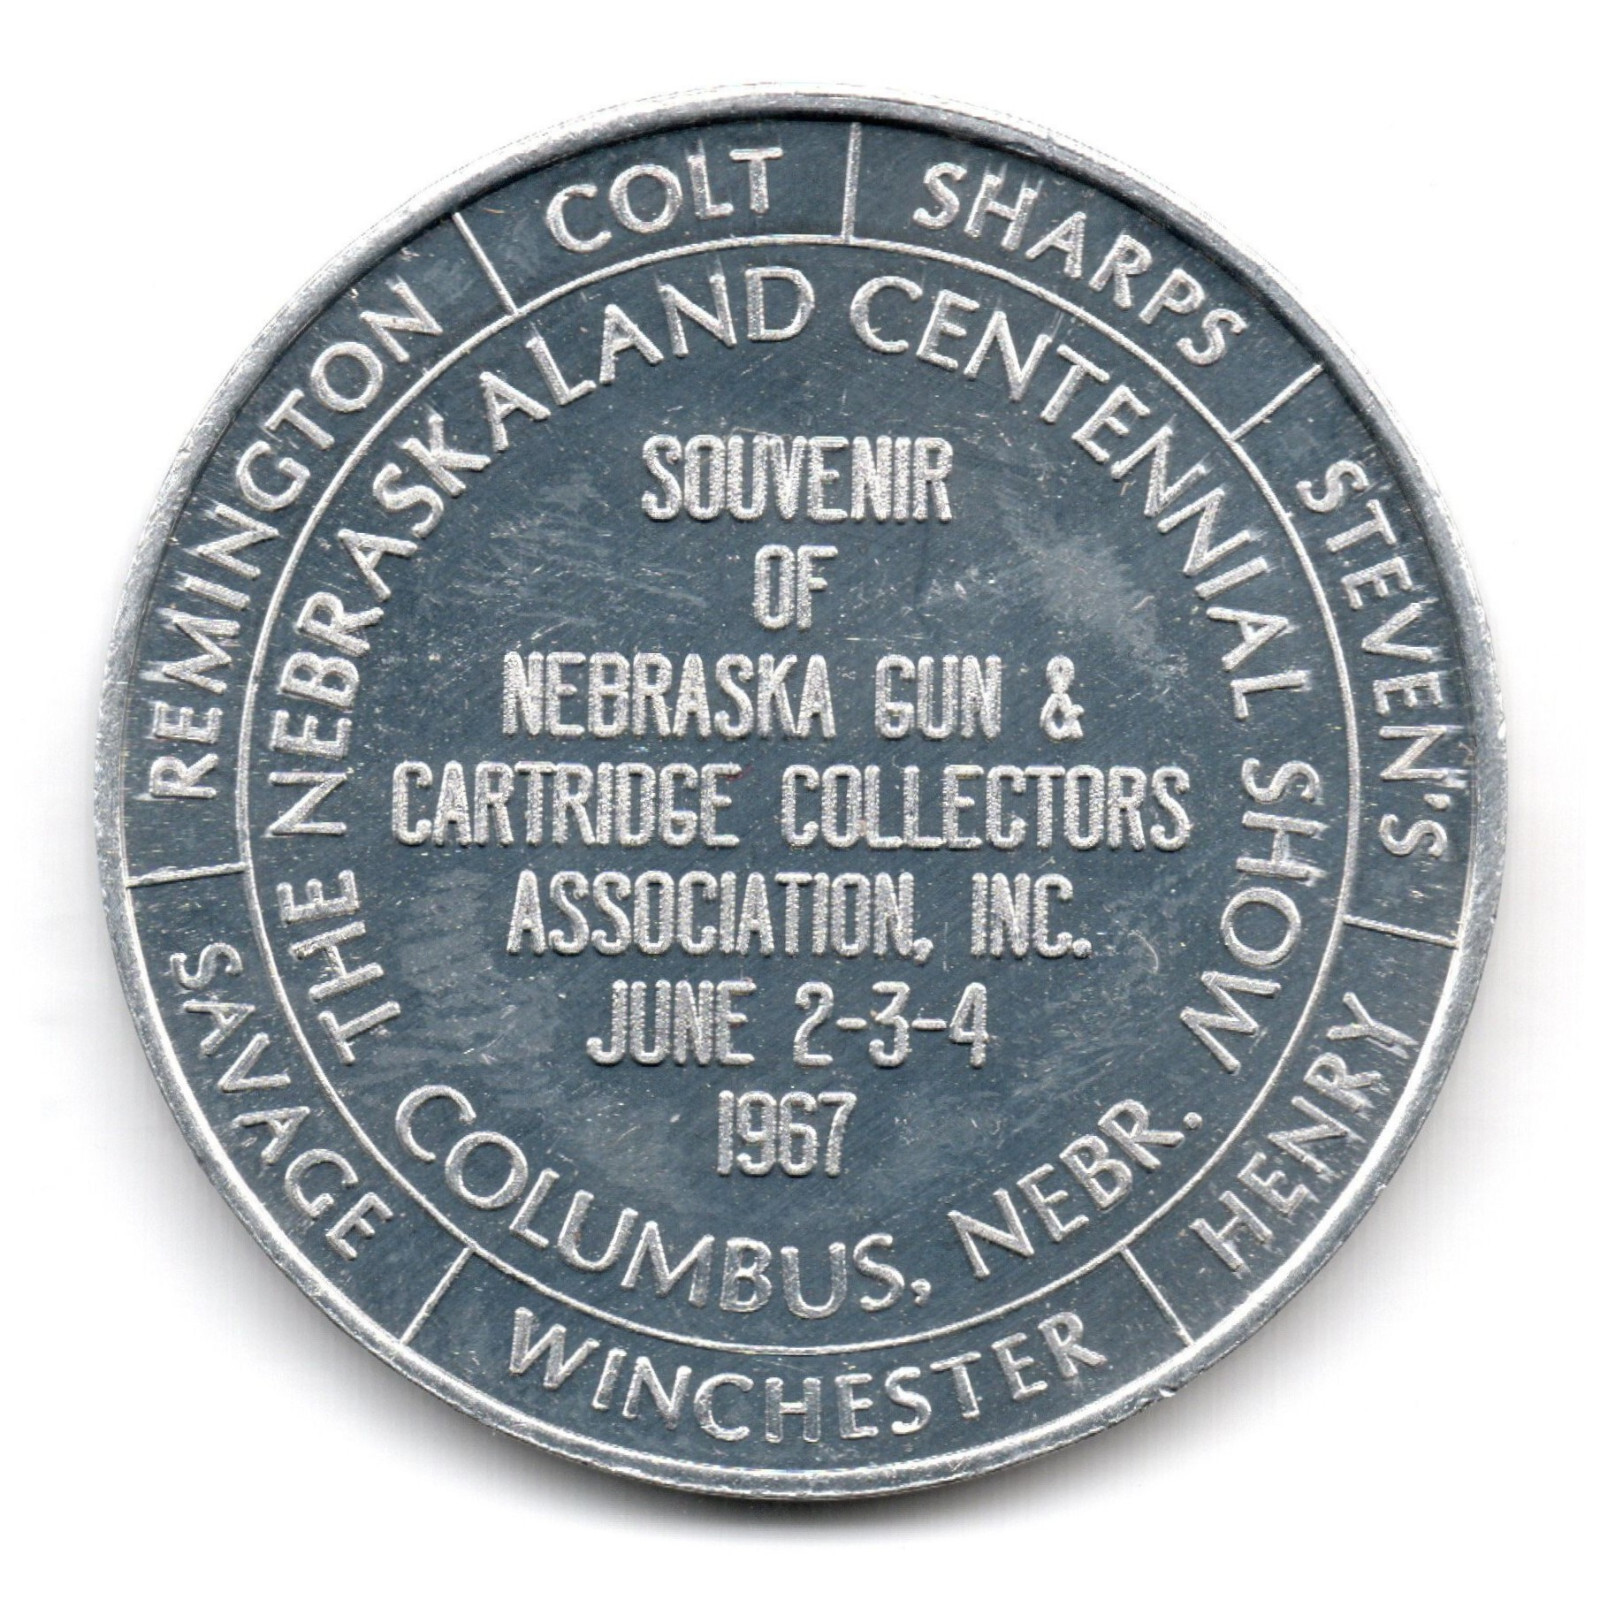 REMINGTON
COLT
SHARPS
STEVEN'S
HENRY
WINCHESTER
SAVAGE
THE NEBRASKALAND CENTENNIAL SHOW
COLUMBUS, NEBR.
SOUVENIR
OF
NEBRASKA GUN &
CARTRIDGE COLLECTORS
ASSOCIATION, INC.
JUNE 2-3-4
1967